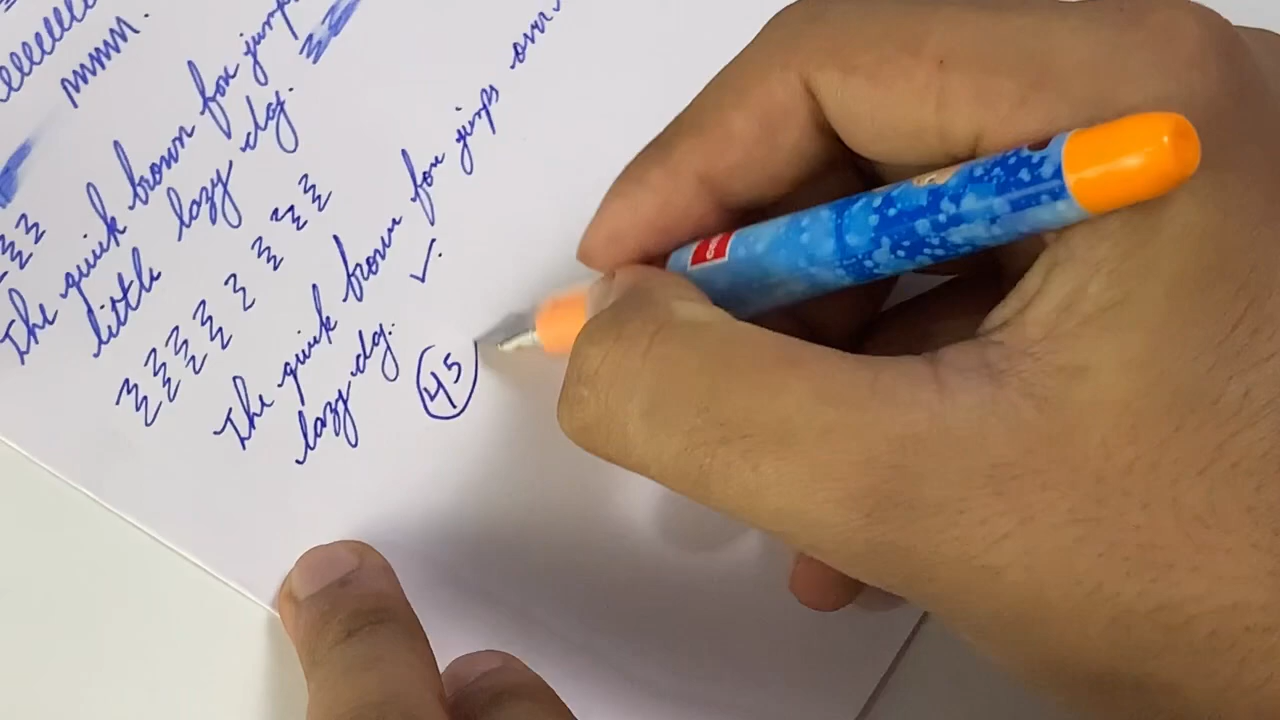 The quick brown fox jumps
little lazy dog.
The quick brown fox jumps over
lazy dog.
45